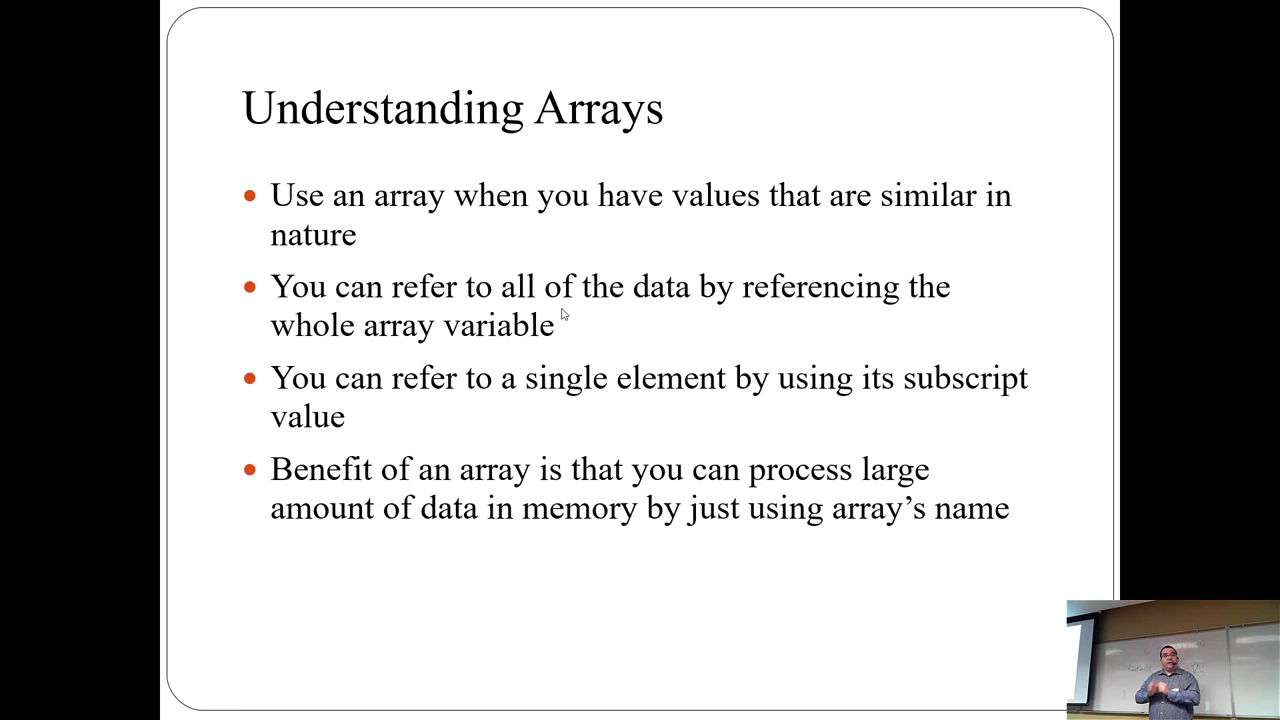 Understanding Arrays
Use an array when you have values that are similar in
nature
You can refer to all of the data by referencing the
whole array variable
You can refer to a single element by using its subscript
value
Benefit of an array is that you can process large
amount of data in memory by just using array’s name